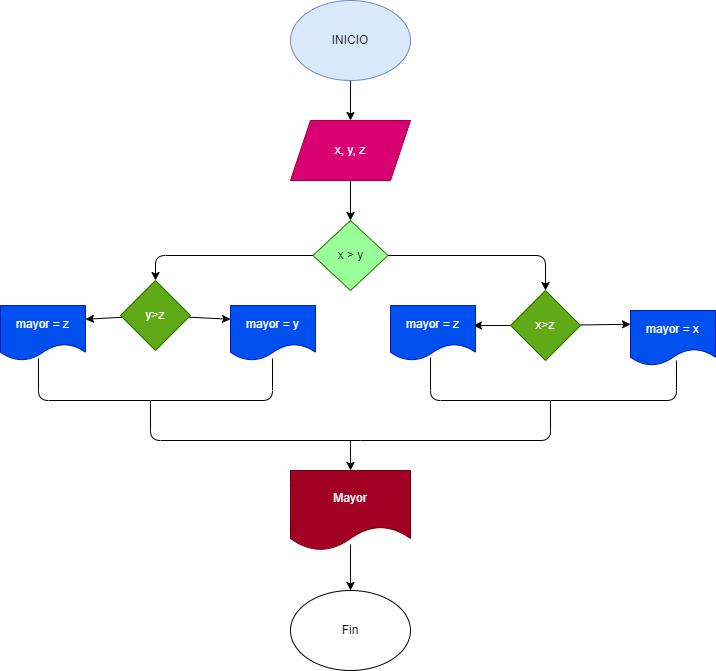 INICIO
x, y, z
x > y
y>z
mayor = z
mayor = y
mayor = z
x>z
mayor = x
Mayor
Fin